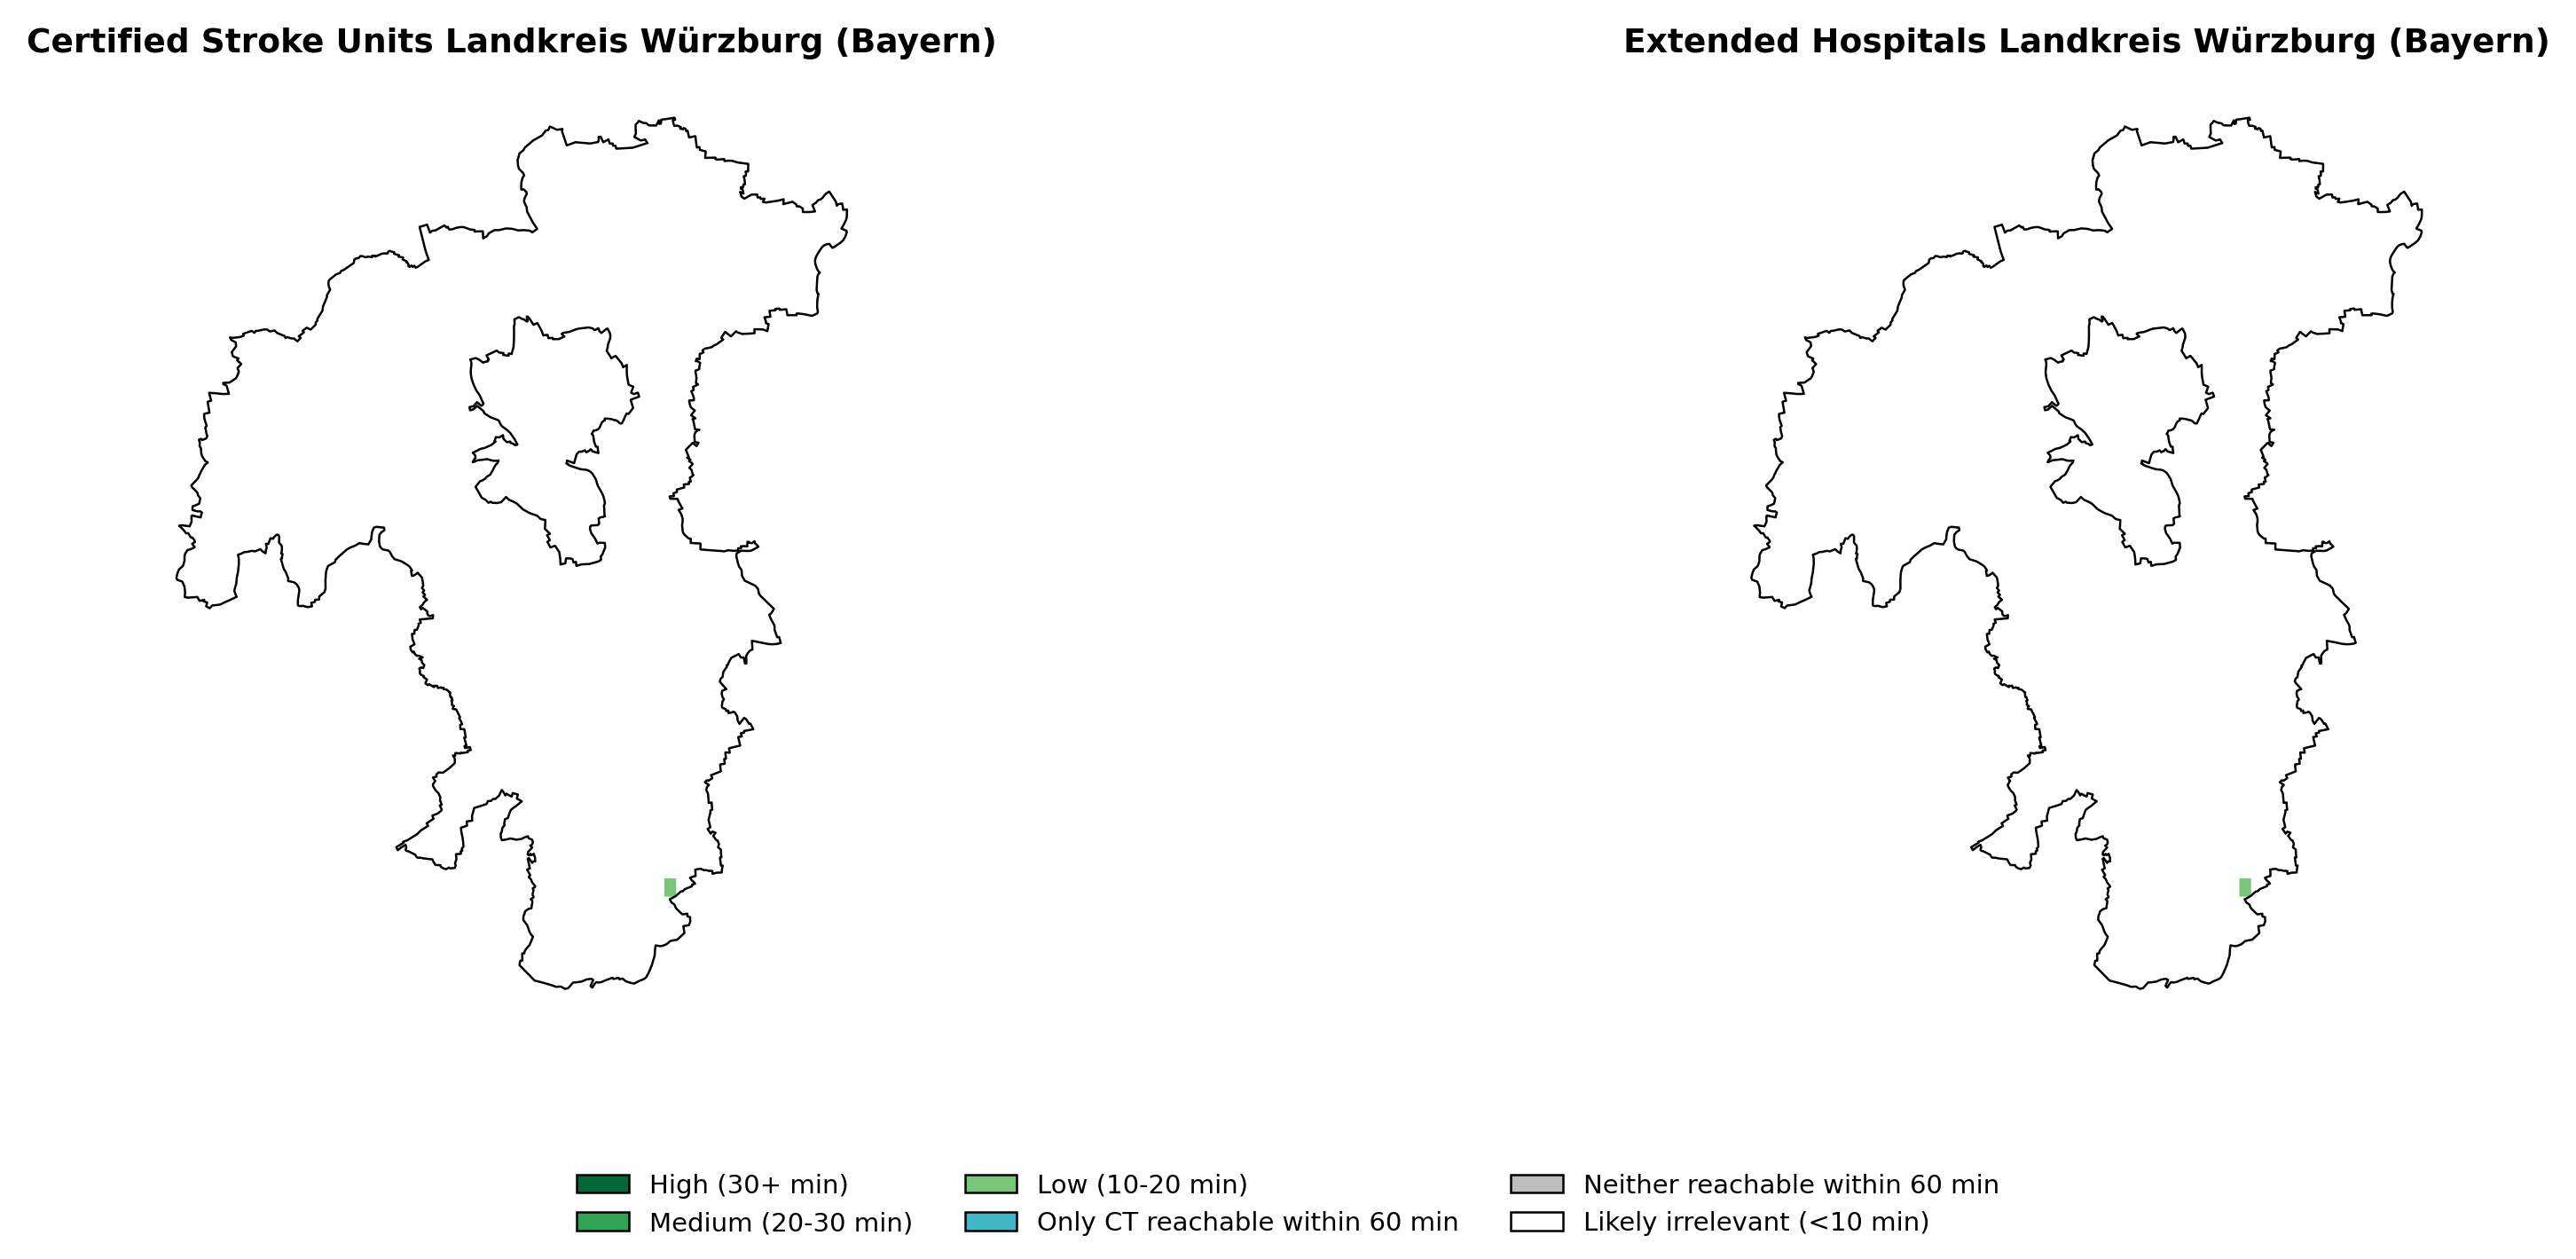 Certified Stroke Units Landkreis Würzburg (Bayern)
Extended Hospitals Landkreis Würzburg (Bayern)
High (30+ min)
Medium (20-30 min)
Low (10-20 min)
Only CT reachable within 60 min
Neither reachable within 60 min
Likely irrelevant (<10 min)